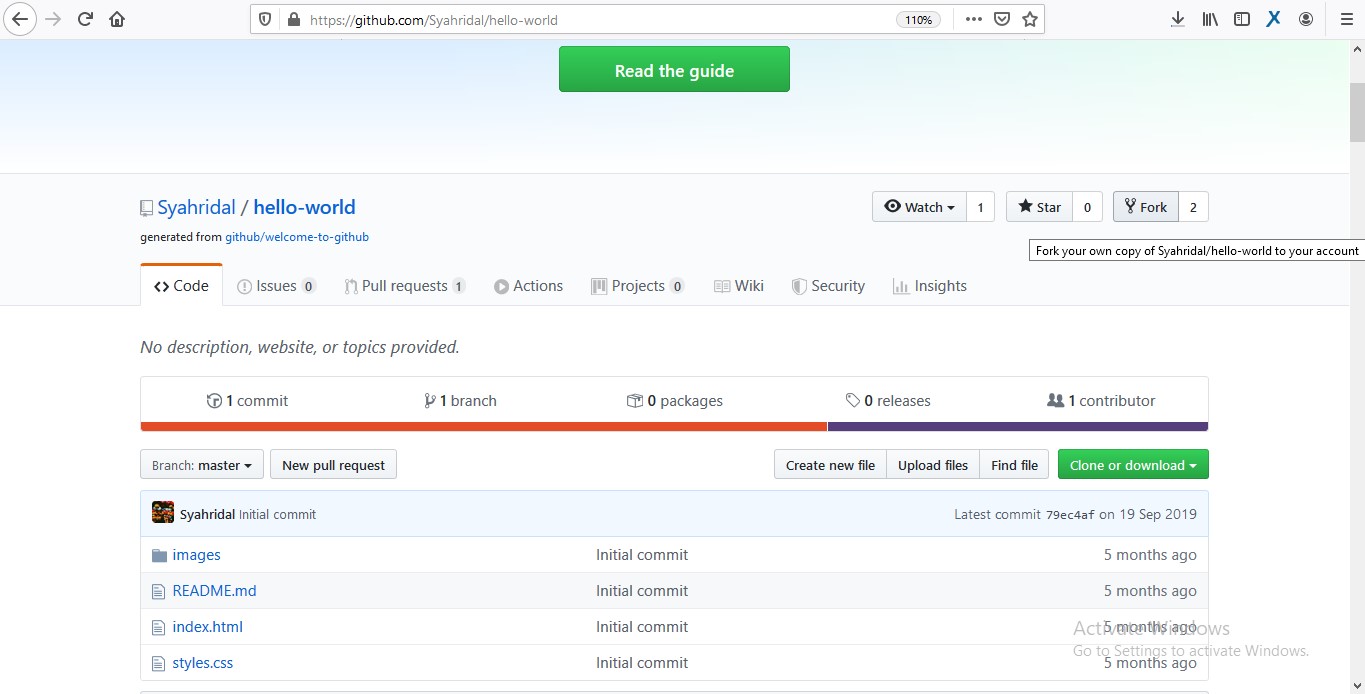 https://github.com/Syahridal/hello-world 110%
Read the guide
Syahridal / hello-world
Watch 1 Star 0 Fork 2
generated from github/welcome-to-github
Fork your own copy of Syahridal/hello-world to your account
Code Issues 0 Pull requests 1 Actions Projects 0 Wiki Security Insights
No description, website, or topics provided.
1 commit 1 branch 0 packages 0 releases 1 contributor
Branch: master New pull request Create new file Upload files Find file Clone or download
Syahridal Initial commit Latest commit 79ec4af on 19 Sep 2019
images Initial commit 5 months ago
README.md Initial commit 5 months ago
index.html Initial commit 5 months ago
Activate Windows
Go to Settings to activate Windows.
styles.css Initial commit 5 months ago